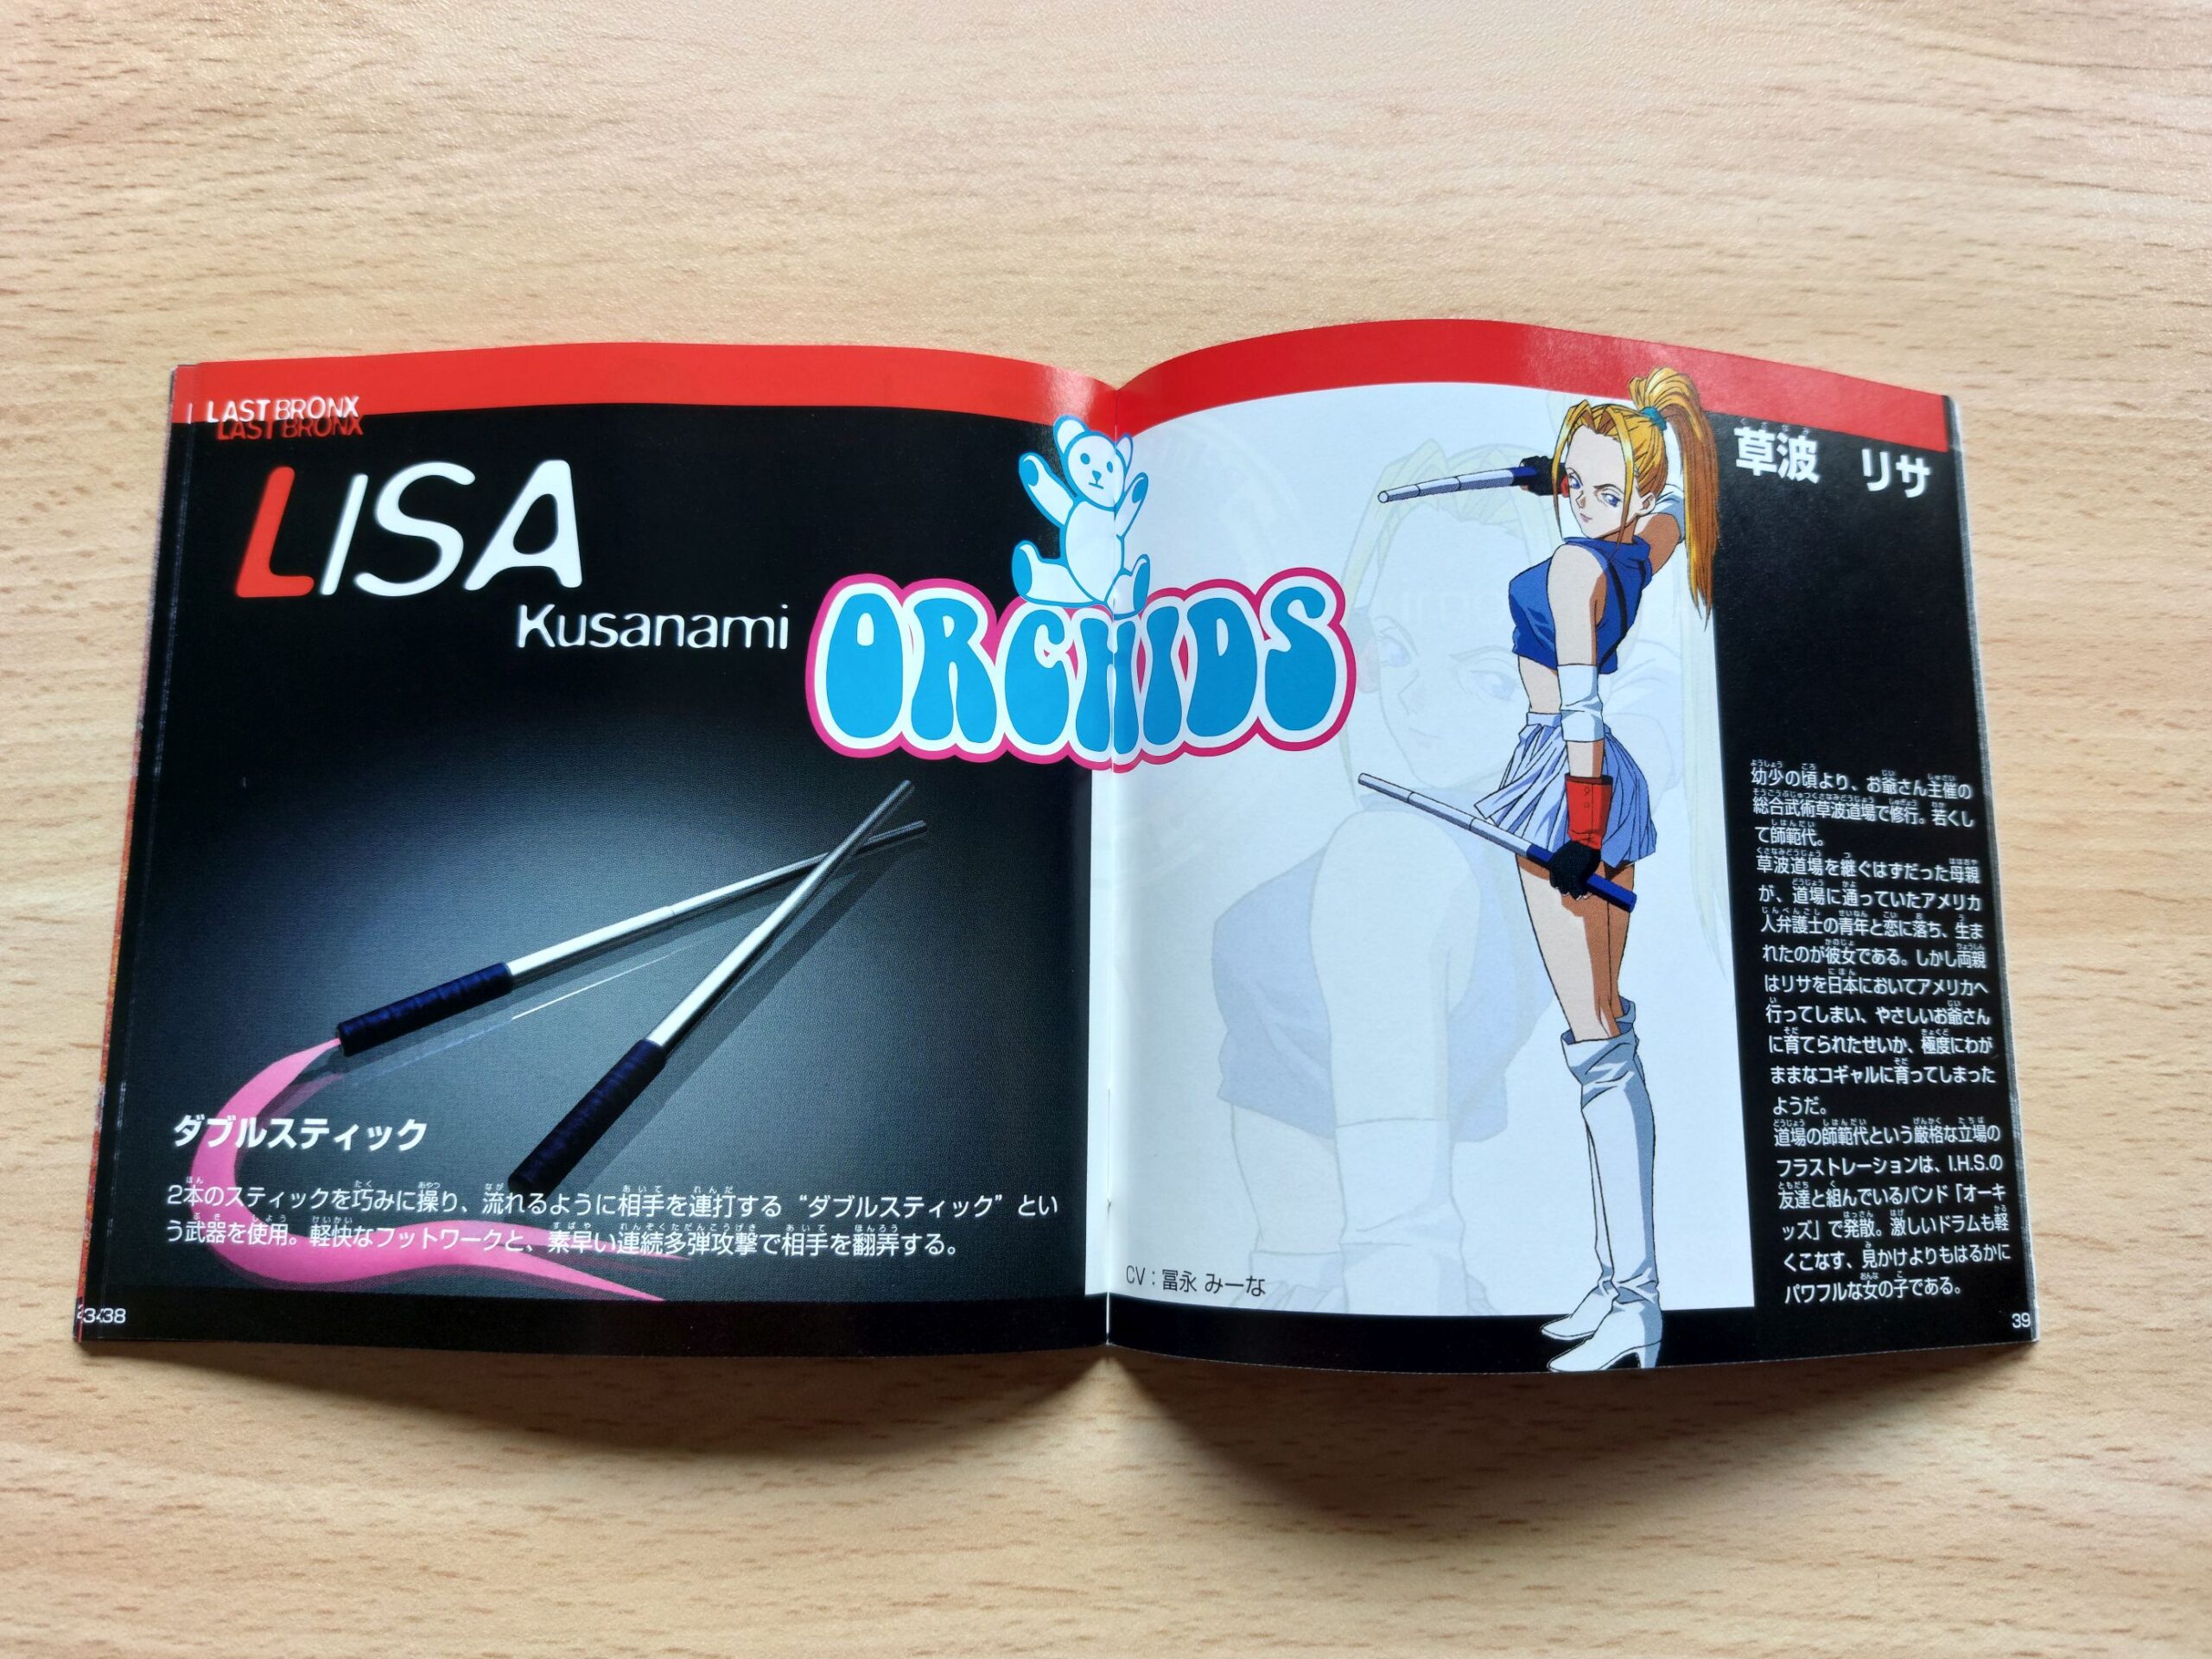 LAST BRONX
LAST BRONX
LISA
Kusanami
ORCHIDS
ダブルスティック
2本のスティックを巧みに操り、流れるように相手を連打する“ダブルスティック”とい
う武器を使用。軽快なフットワークと、素早い連続多弾攻撃で相手を翻弄する。
38
草波 リサ
幼少の頃より、お爺さん主催の
総合武術草波道場で修行。若くし
て師範代。
草波道場を継ぐはずだった母親
が、道場に通っていたアメリカ
人弁護士の青年と恋に落ち、生ま
れたのが彼女である。しかし両親
はリサを日本においてアメリカへ
行ってしまい、やさしいお爺さん
に育てられたせいか、極度にわが
ままなコギャルに育ってしまった
ようだ。
道場の師範代という厳格な立場の
フラストレーションは、I.H.S.の
友達と組んでいるバンド「オーキ
ッズ」で発散。激しいドラムも軽
くこなす、見かけよりもはるかに
パワフルな女の子である。
CV：冨永 みーな
39